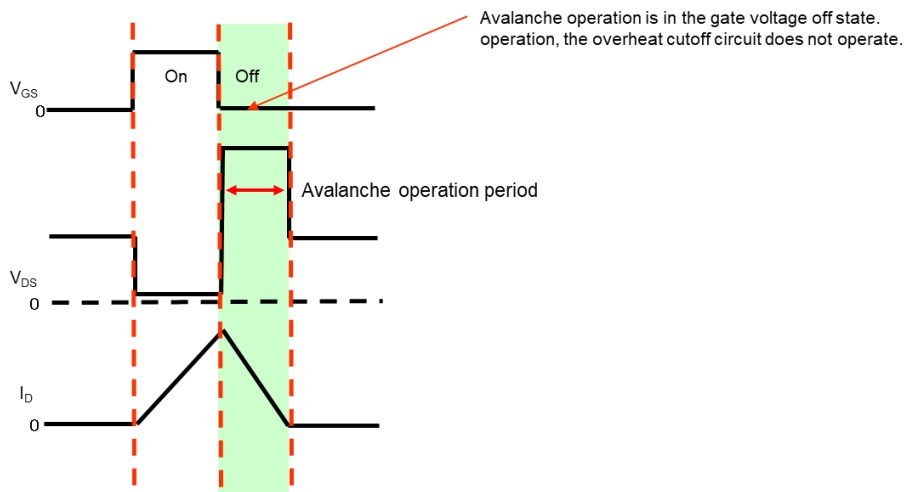 Avalanche operation is in the gate voltage off state.
operation, the overheat cutoff circuit does not operate.
On Off
VGS
0
Avalanche operation period
VDS
0
ID
0